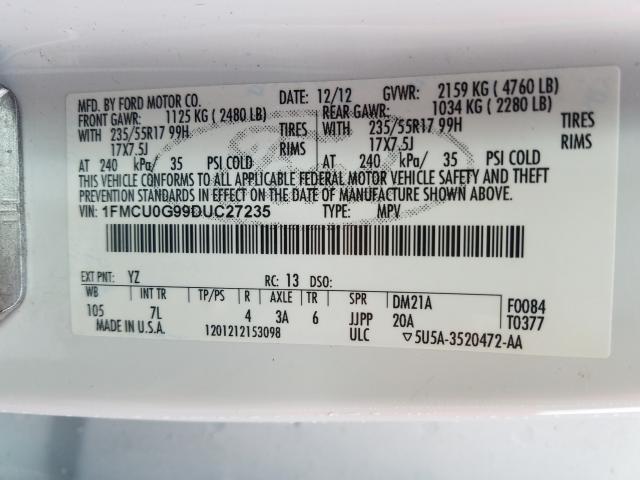 MFD. BY FORD MOTOR CO. DATE: 12/12 GVWR: 2159 KG ( 4760 LB)
FRONT GAWR: 1125 KG ( 2480 LB) REAR GAWR: 1034 KG ( 2280 LB)
WITH 235/55R17 99H TIRES WITH 235/55R17 99H TIRES
17X7.5J RIMS 17X7.5J RIMS
AT 240 kPa/ 35 PSI COLD AT 240 kPa/ 35 PSI COLD
THIS VEHICLE CONFORMS TO ALL APPLICABLE FEDERAL MOTOR VEHICLE SAFETY AND THEFT
PREVENTION STANDARDS IN EFFECT ON THE DATE OF MANUFACTURE SHOWN ABOVE.
VIN: 1FMCU0G99DUC27235 TYPE: MPV
EXT PNT: YZ RC: 13 DSO:
WB INT TR TP/PS R AXLE TR SPR DM21A F0084
105 7L 4 3A 6 JJPP 20A T0377
MADE IN U.S.A. 1201212153098 ULC ▽5U5A-3520472-AA